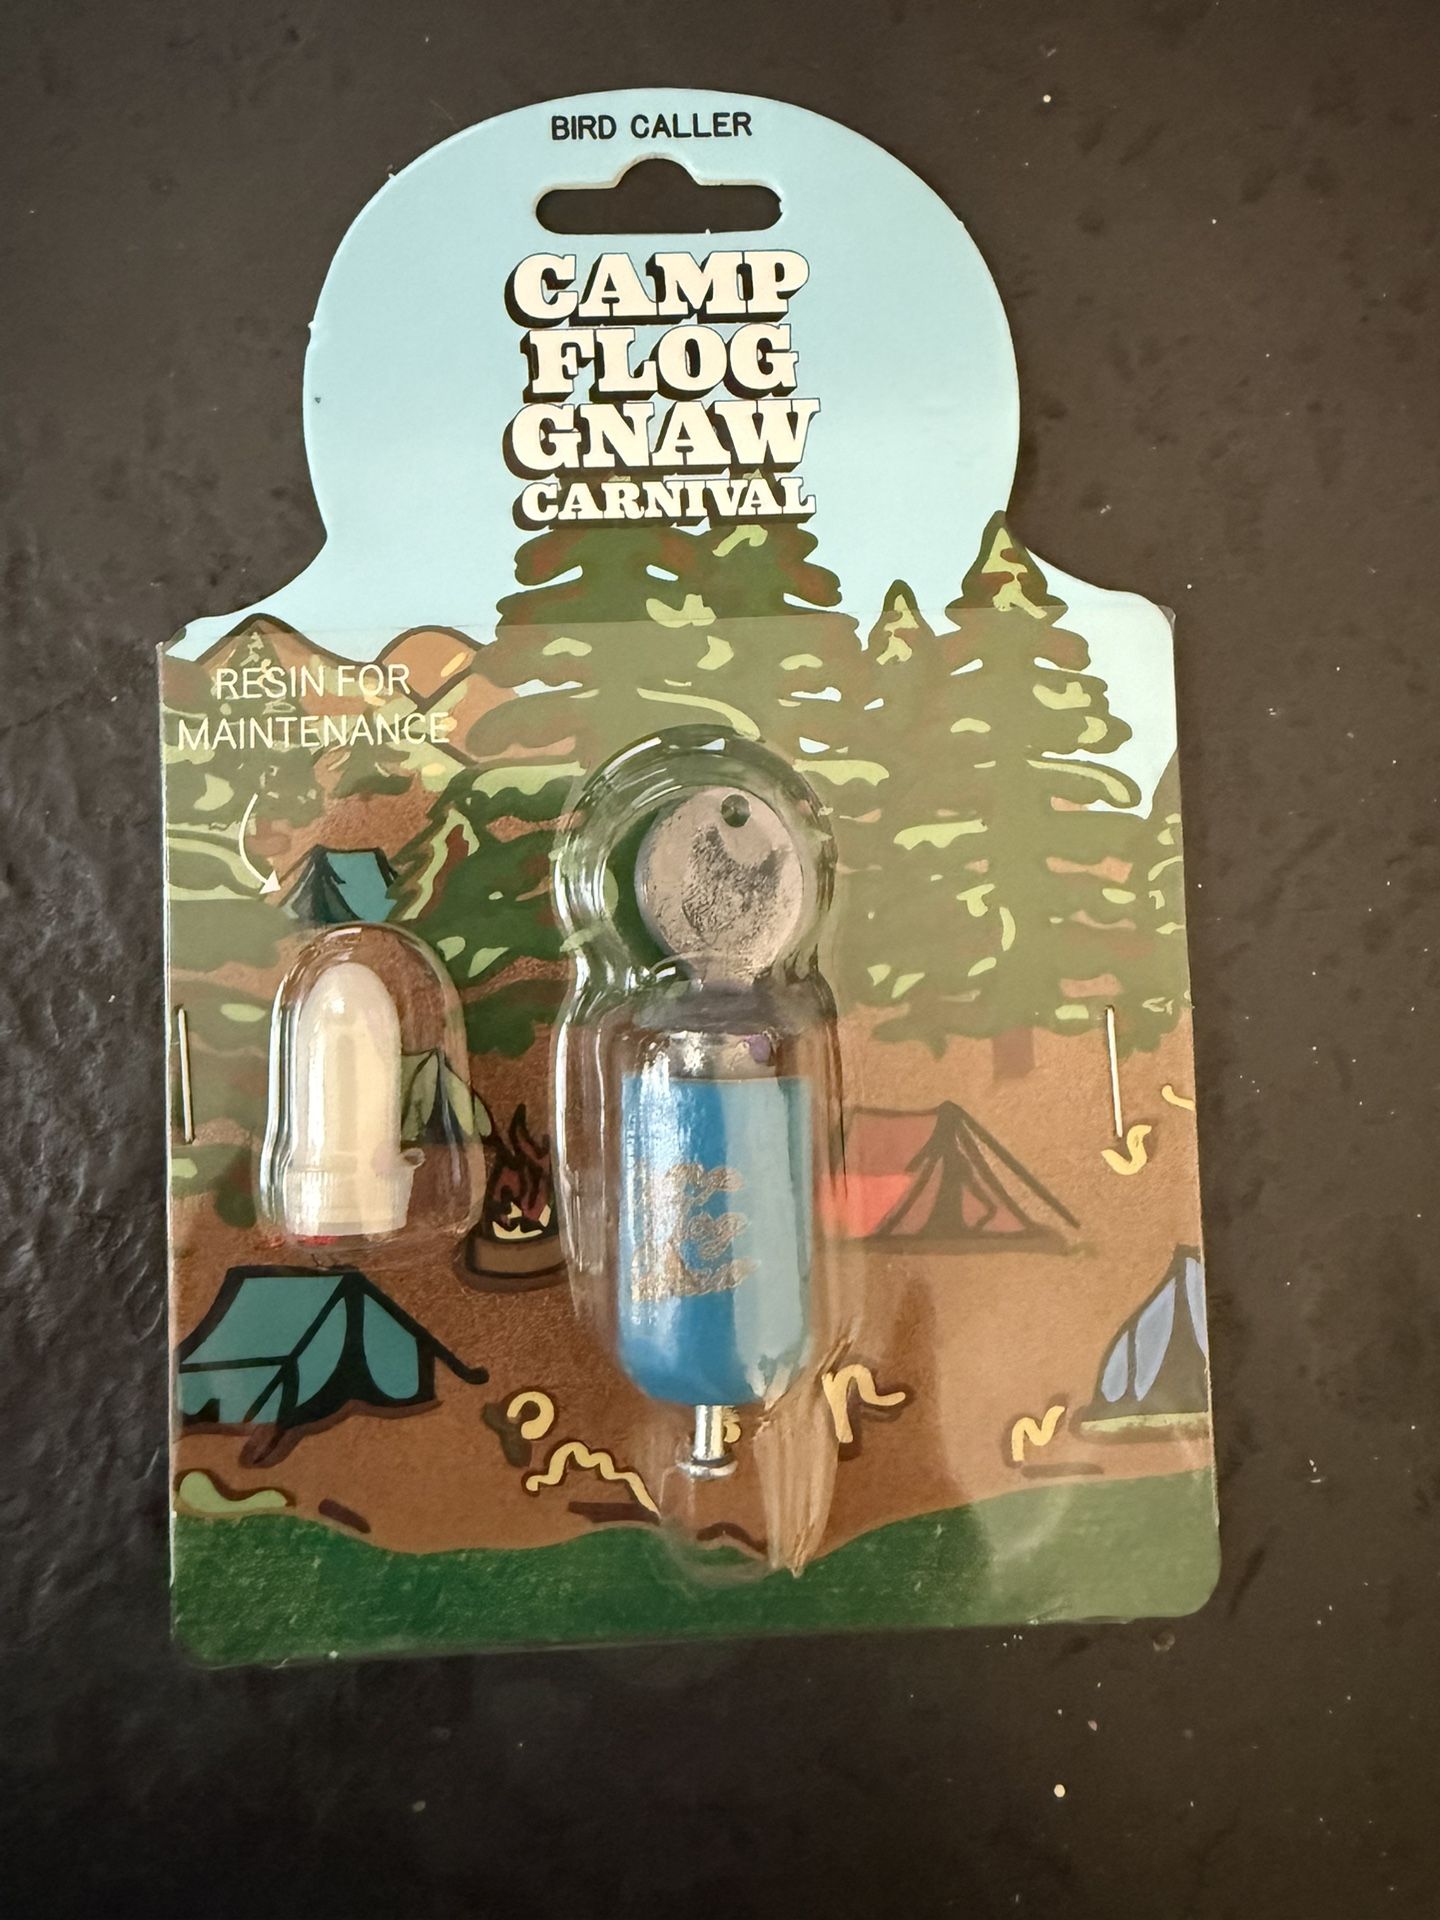 BIRD CALLER
CAMP
FLOG
GNAW
CARNIVAL
RESIN FOR
MAINTENANCE